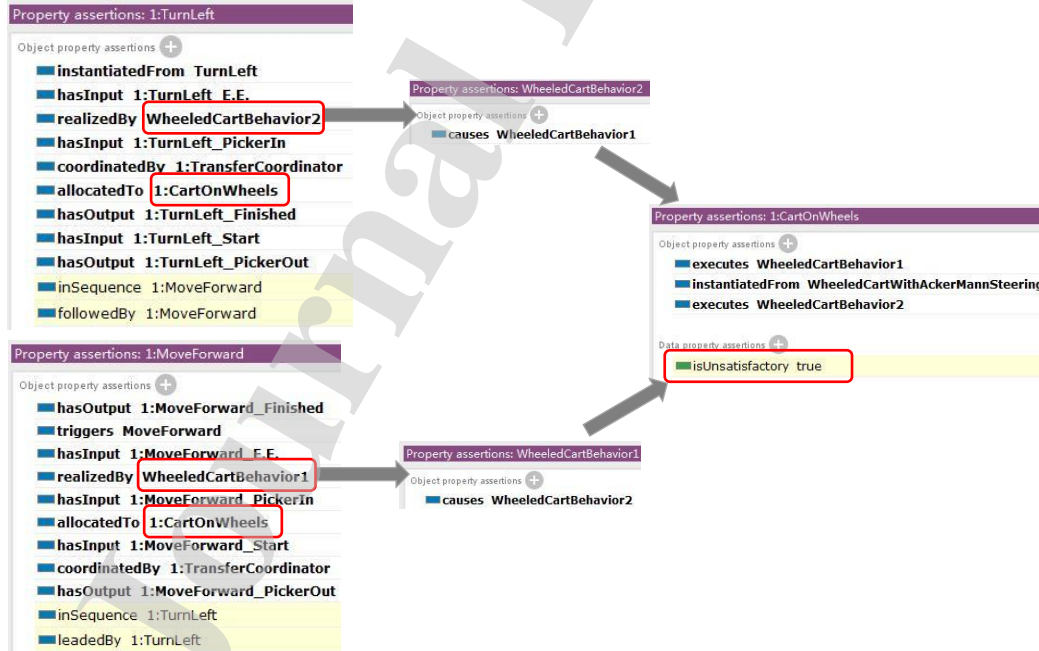 Property assertions: 1:TurnLeft
Object property assertions
instantiatedFrom TurnLeft
hasInput 1:TurnLeft_E.E.
realizedBy WheeledCartBehavior2
hasInput 1:TurnLeft_PickerIn
coordinatedBy 1:TransferCoordinator
allocatedTo 1:CartOnWheels
hasOutput 1:TurnLeft_Finished
hasInput 1:TurnLeft_Start
hasOutput 1:TurnLeft_PickerOut
inSequence 1:MoveForward
followedBy 1:MoveForward
Property assertions: WheeledCartBehavior2
Object property assertions
causes WheeledCartBehavior1
Property assertions: 1:CartOnWheels
Object property assertions
executes WheeledCartBehavior1
instantiatedFrom WheeledCartWithAckerMannSteering
executes WheeledCartBehavior2
Data property assertions
isUnsatisfactory true
Property assertions: 1:MoveForward
Object property assertions
hasOutput 1:MoveForward_Finished
triggers MoveForward
hasInput 1:MoveForward_E.E.
realizedBy WheeledCartBehavior1
hasInput 1:MoveForward_PickerIn
allocatedTo 1:CartOnWheels
hasInput 1:MoveForward_Start
coordinatedBy 1:TransferCoordinator
hasOutput 1:MoveForward_PickerOut
inSequence 1:TurnLeft
leadedBy 1:TurnLeft
Property assertions: WheeledCartBehavior1
Object property assertions
causes WheeledCartBehavior2
Journal